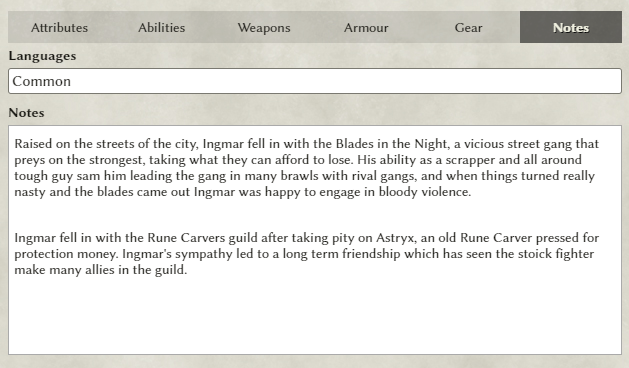 Attributes Abilities Weapons Armour Gear Notes
Languages
Common
Notes
Raised on the streets of the city, Ingmar fell in with the Blades in the Night, a vicious street gang that
preys on the strongest, taking what they can afford to lose. His ability as a scrapper and all around
tough guy sam him leading the gang in many brawls with rival gangs, and when things turned really
nasty and the blades came out Ingmar was happy to engage in bloody violence.
Ingmar fell in with the Rune Carvers guild after taking pity on Astryx, an old Rune Carver pressed for
protection money. Ingmar's sympathy led to a long term friendship which has seen the stoick fighter
make many allies in the guild.